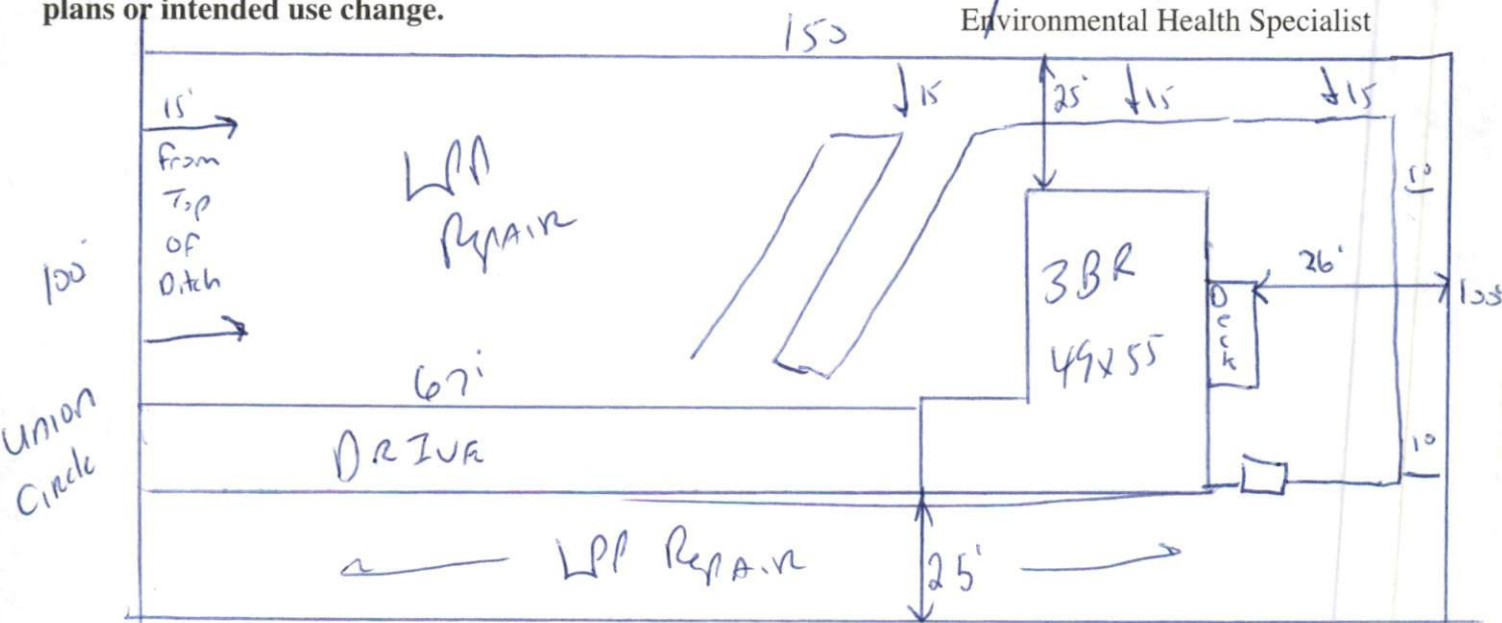 plans or intended use change.
Environmental Health Specialist
150
15'
from
Top
of
Ditch
LPP
Repair
↓15
25'
↓15
↓15
10
100'
3BR
49x55
Deck
26'
100'
67'
Union
Circle
DRIVE
10
LPP Repair
25'